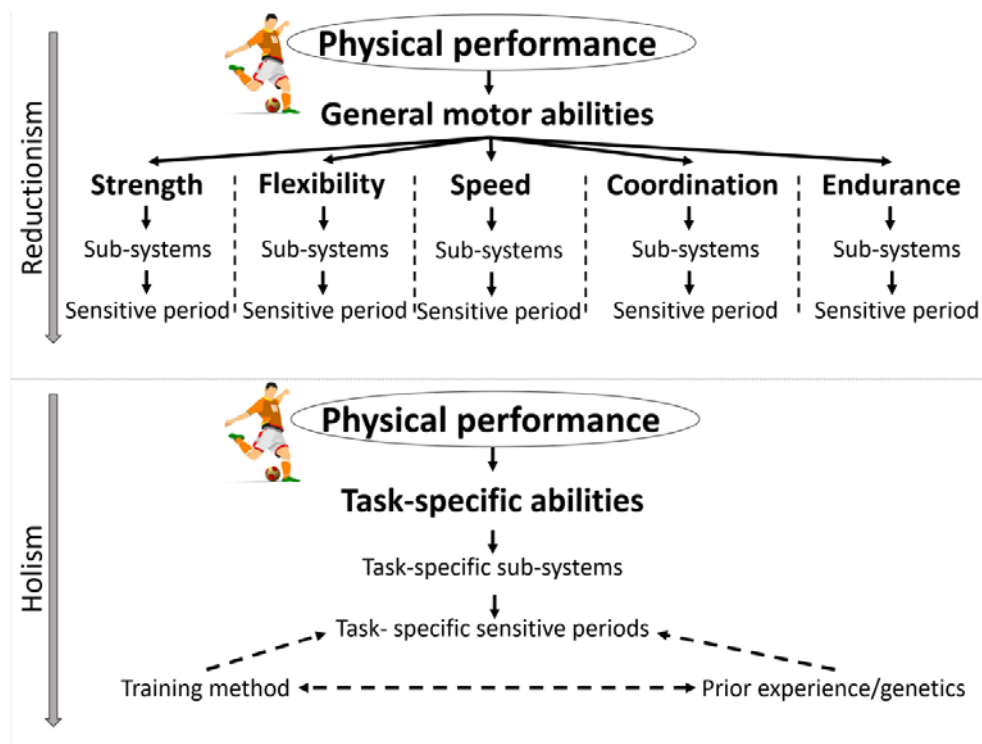 Reductionism
Physical performance
General motor abilities
Strength Flexibility Speed Coordination Endurance
Sub-systems Sub-systems Sub-systems Sub-systems Sub-systems
Sensitive period Sensitive period Sensitive period Sensitive period Sensitive period
Holism
Physical performance
Task-specific abilities
Task-specific sub-systems
Task- specific sensitive periods
Training method Prior experience/genetics